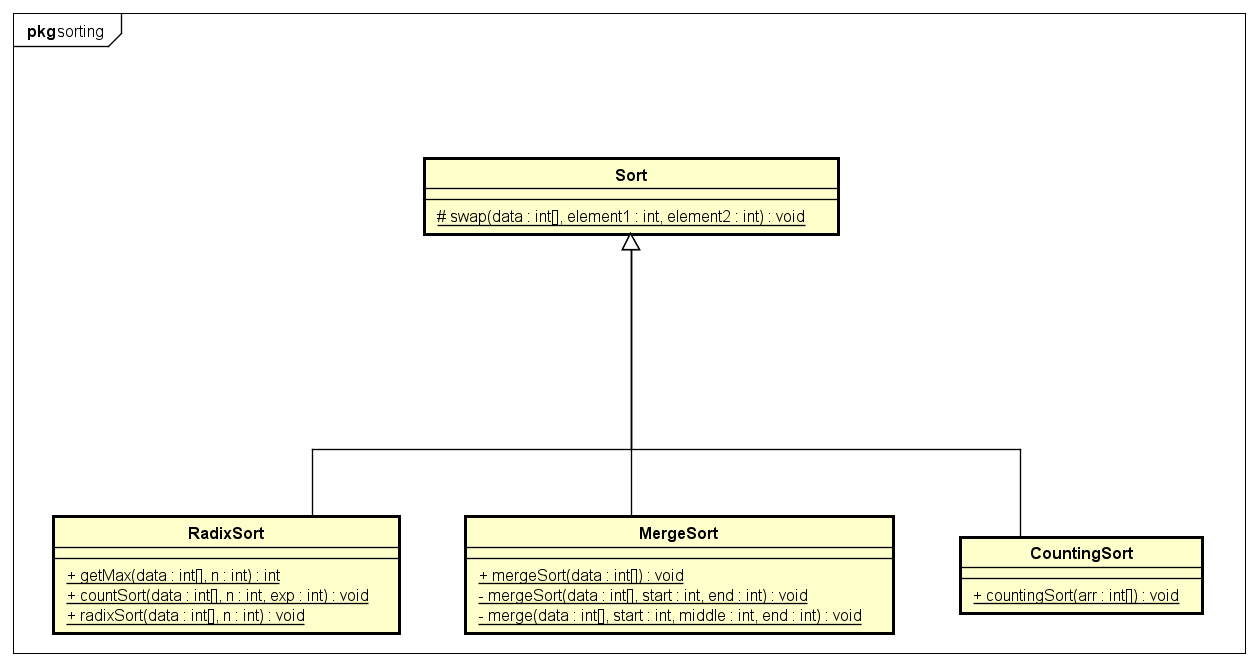 pkg sorting
Sort
# swap(data : int[], element1 : int, element2 : int) : void
RadixSort
+ getMax(data : int[], n : int) : int
+ countSort(data : int[], n : int, exp : int) : void
+ radixSort(data : int[], n : int) : void
MergeSort
+ mergeSort(data : int[]) : void
- mergeSort(data : int[], start : int, end : int) : void
- merge(data : int[], start : int, middle : int, end : int) : void
CountingSort
+ countingSort(arr : int[]) : void